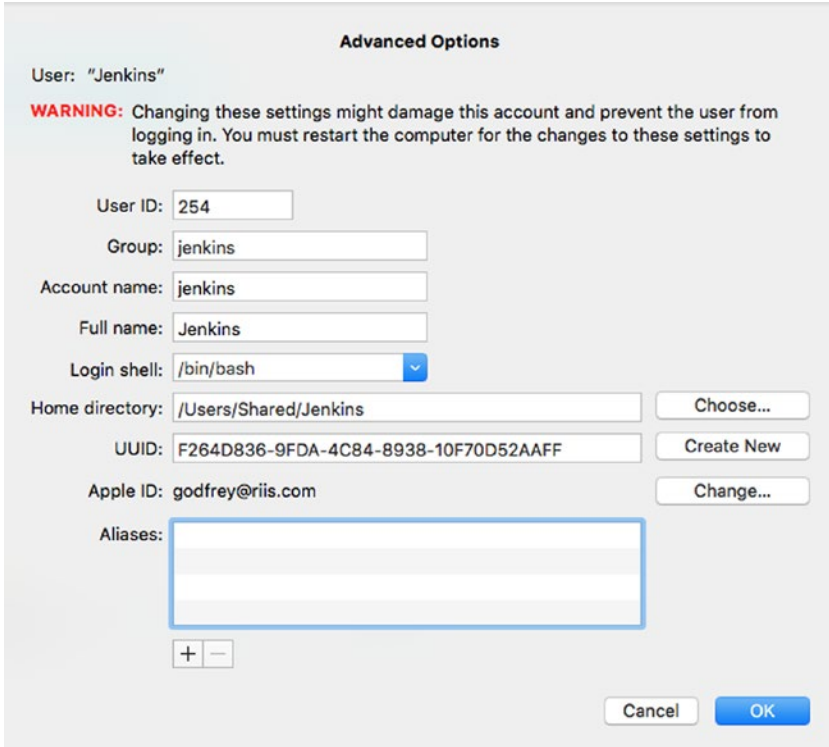 Advanced Options
User: "Jenkins"
WARNING: Changing these settings might damage this account and prevent the user from
logging in. You must restart the computer for the changes to these settings to
take effect.
User ID: 254
Group: jenkins
Account name: jenkins
Full name: Jenkins
Login shell: /bin/bash
Home directory: /Users/Shared/Jenkins Choose...
UUID: F264D836-9FDA-4C84-8938-10F70D52AAFF Create New
Apple ID: godfrey@riis.com Change...
Aliases:
+ −
Cancel OK